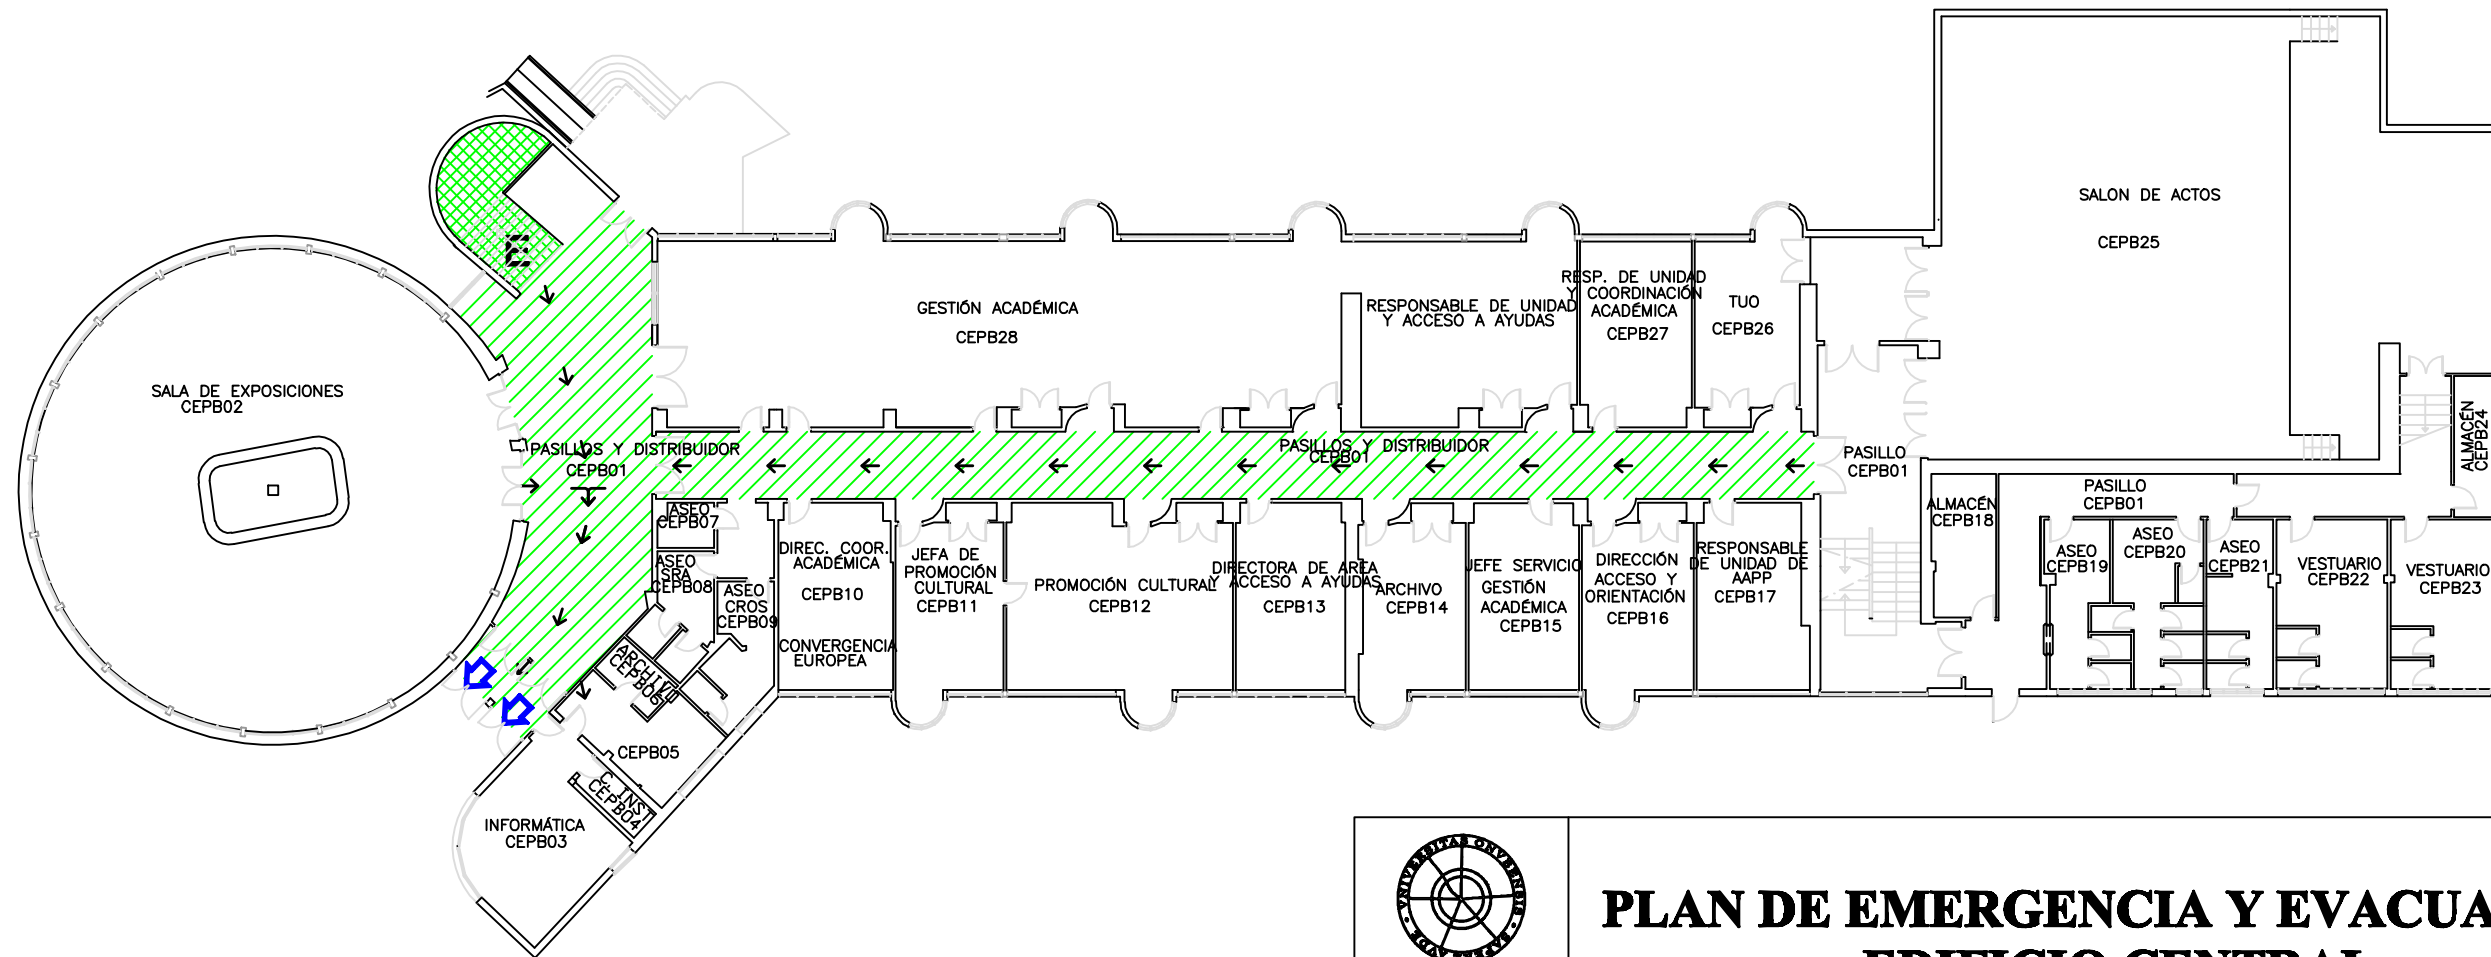 SALON DE ACTOS
CEPB25
GESTIÓN ACADÉMICA
CEPB28
RESPONSABLE DE UNIDAD
Y ACCESO A AYUDAS
RESP. DE UNIDAD
Y COORDINACIÓN
ACADÉMICA
CEPB27
TUO
CEPB26
SALA DE EXPOSICIONES
CEPB02
E
PASILLOS Y DISTRIBUIDOR
CEPB01
PASILLOS Y DISTRIBUIDOR
CEPB01
PASILLO
CEPB01
ALMACÉN
CEPB24
PASILLO
CEPB01
ALMACÉN
CEPB18
ASEO
CEPB07
ASEO
SRA
CEPB08
ASEO
CROS
CEPB09
DIREC. COOR.
ACADÉMICA
CEPB10
CONVERGENCIA
EUROPEA
JEFA DE
PROMOCIÓN
CULTURAL
CEPB11
PROMOCIÓN CULTURAL
CEPB12
DIRECTORA DE AREA
Y ACCESO A AYUDAS
CEPB13
ARCHIVO
CEPB14
JEFE SERVICIO
GESTIÓN
ACADÉMICA
CEPB15
DIRECCIÓN
ACCESO Y
ORIENTACIÓN
CEPB16
RESPONSABLE
DE UNIDAD DE
AAPP
CEPB17
ASEO
CEPB19
ASEO
CEPB20
ASEO
CEPB21
VESTUARIO
CEPB22
VESTUARIO
CEPB23
ARCHIVO
CEPB06
CEPB05
C. INST
CEPB04
INFORMÁTICA
CEPB03
VNIVERSITAS ONVBENSIS
PLAN DE EMERGENCIA Y EVACUA
EDIFICIO CENTRAL